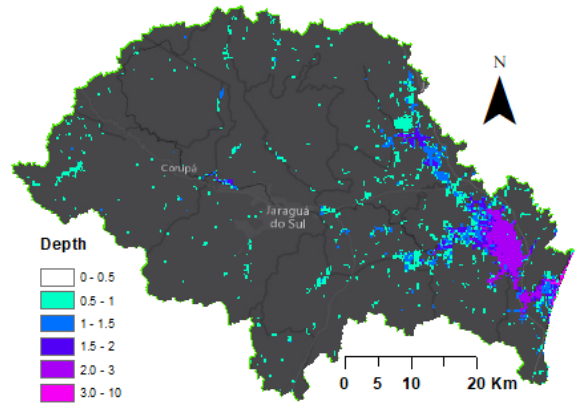 N
Corupá
Jaraguá
do Sul
Depth
0 - 0.5
0.5 - 1
1 - 1.5
1.5 - 2
2.0 - 3
3.0 - 10
0 5 10 20 Km